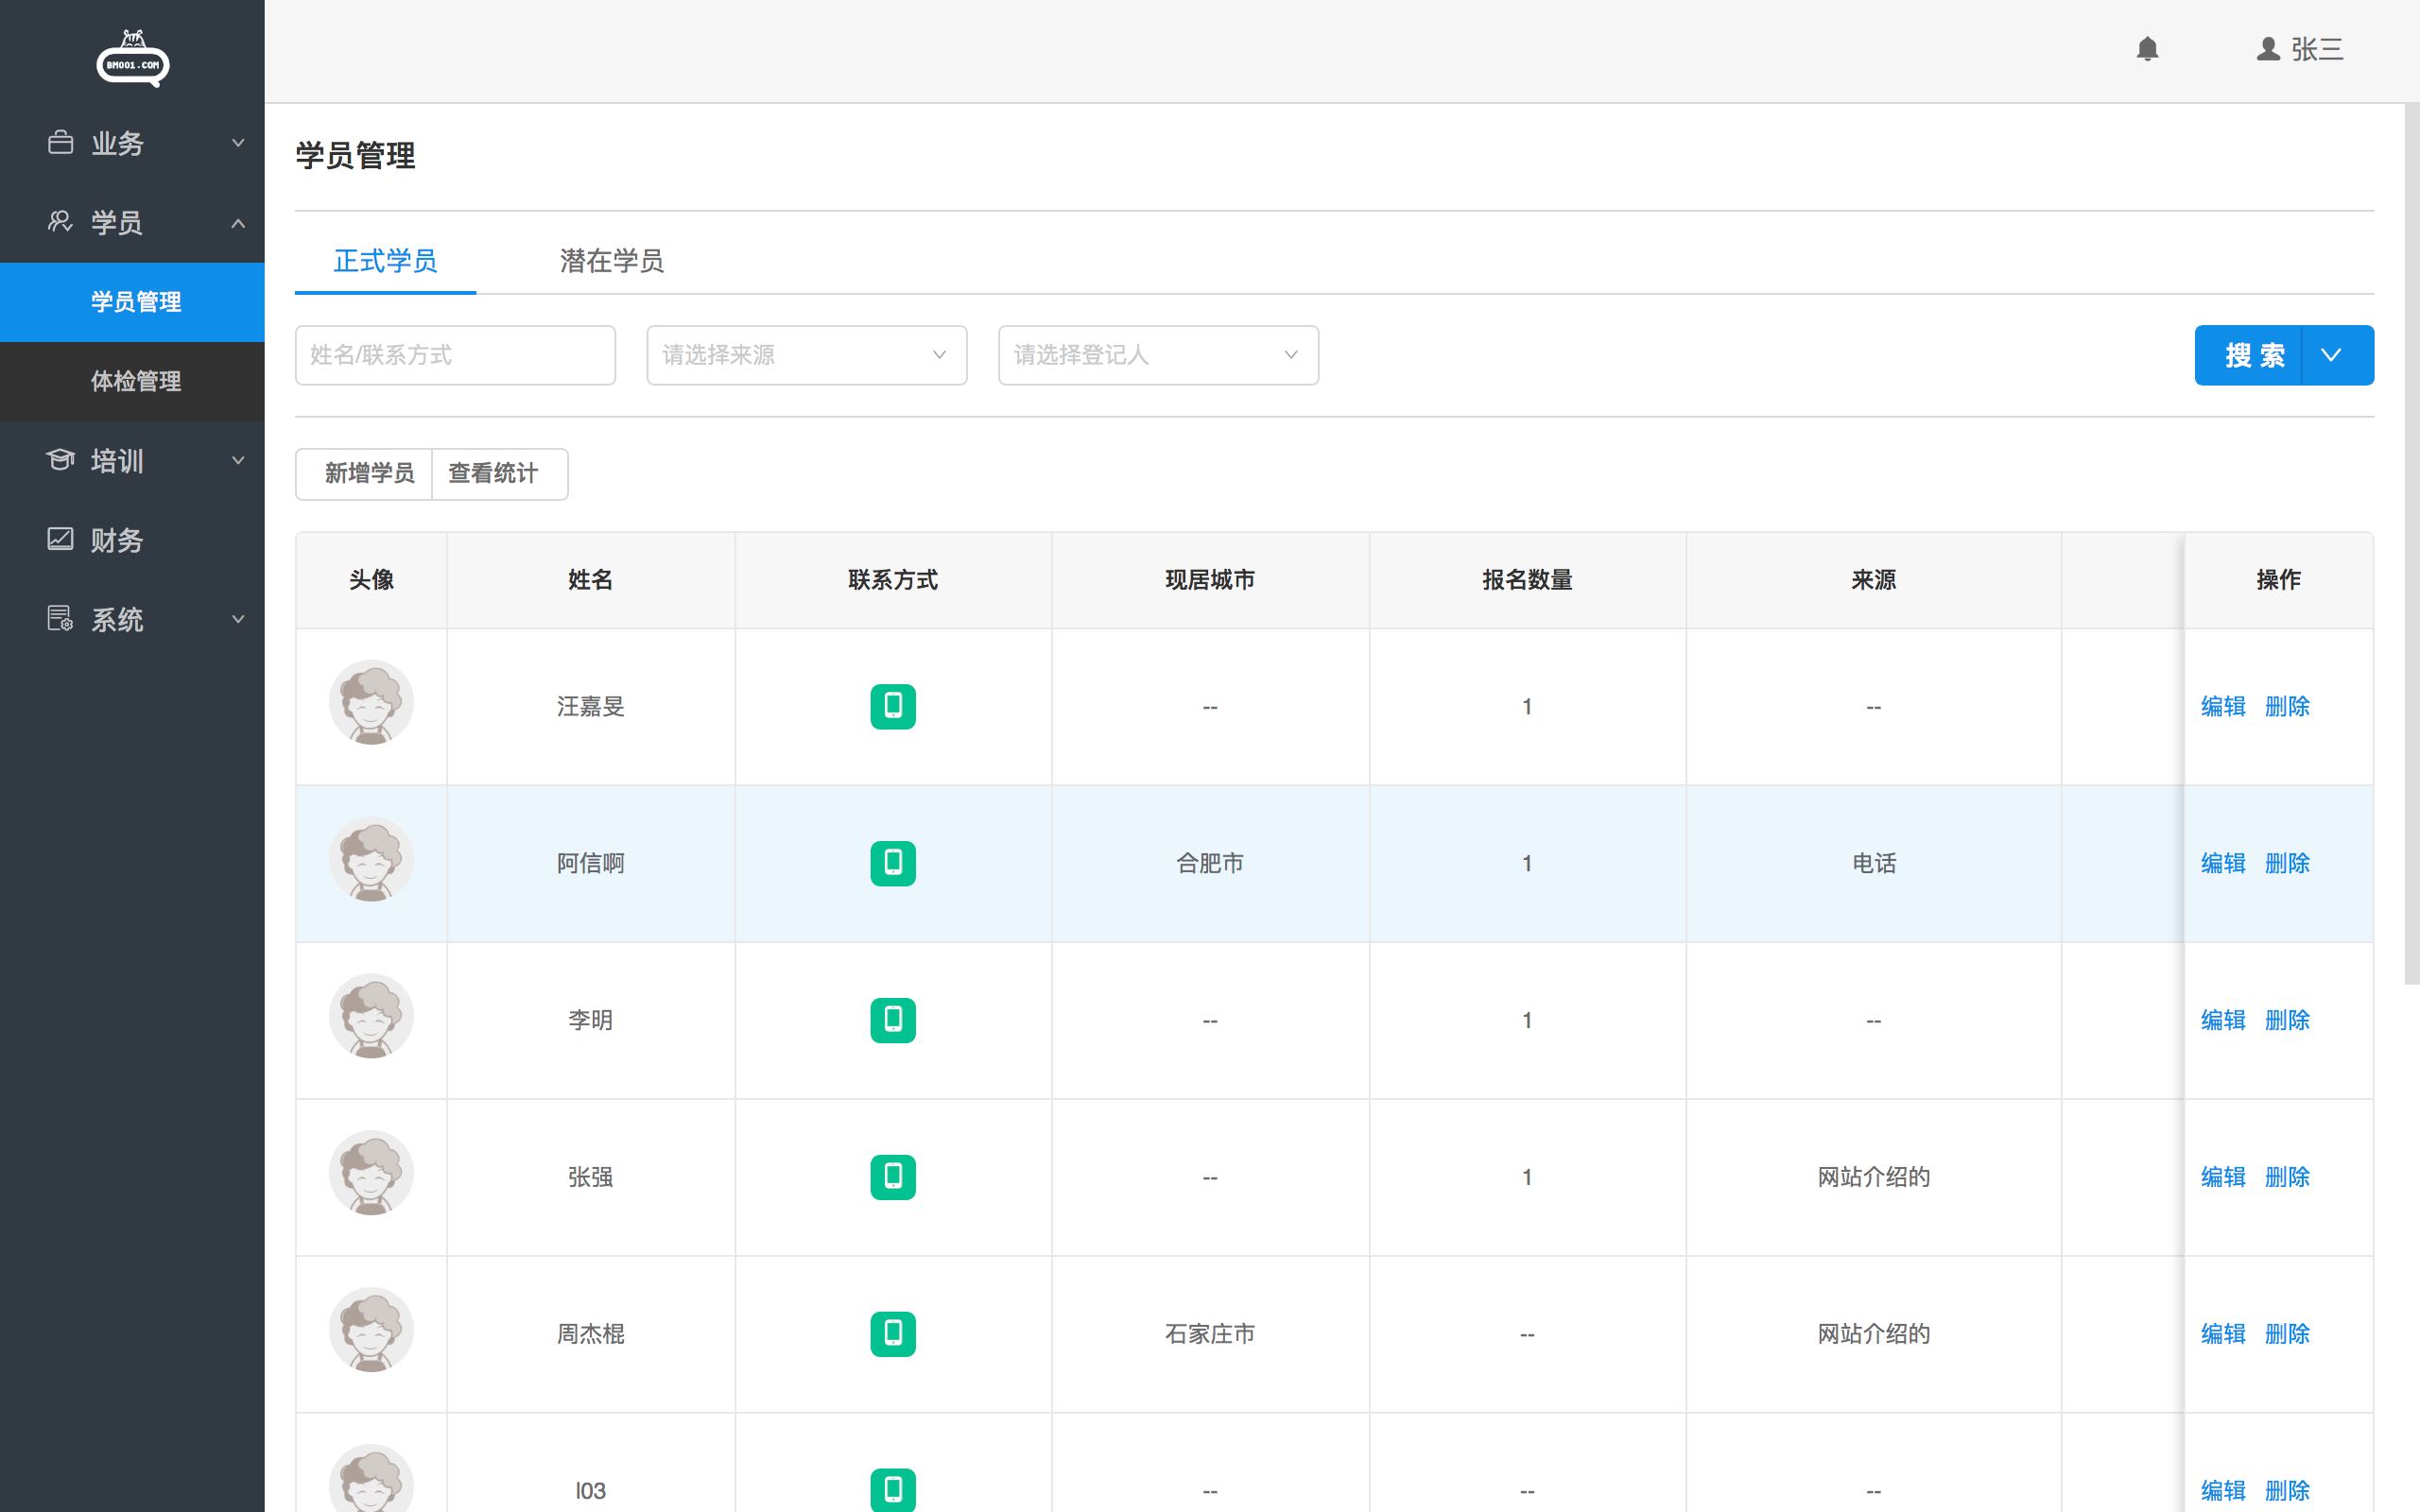 BM001.COM
张三
业务
学员
学员管理
体检管理
培训
财务
系统
学员管理
正式学员 潜在学员
姓名/联系方式 请选择来源 请选择登记人 搜 索
新增学员 查看统计
头像 姓名 联系方式 现居城市 报名数量 来源 操作
汪嘉旻 -- 1 -- 编辑 删除
阿信啊 合肥市 1 电话 编辑 删除
李明 -- 1 -- 编辑 删除
张强 -- 1 网站介绍的 编辑 删除
周杰棍 石家庄市 -- 网站介绍的 编辑 删除
l03 -- -- -- 编辑 删除